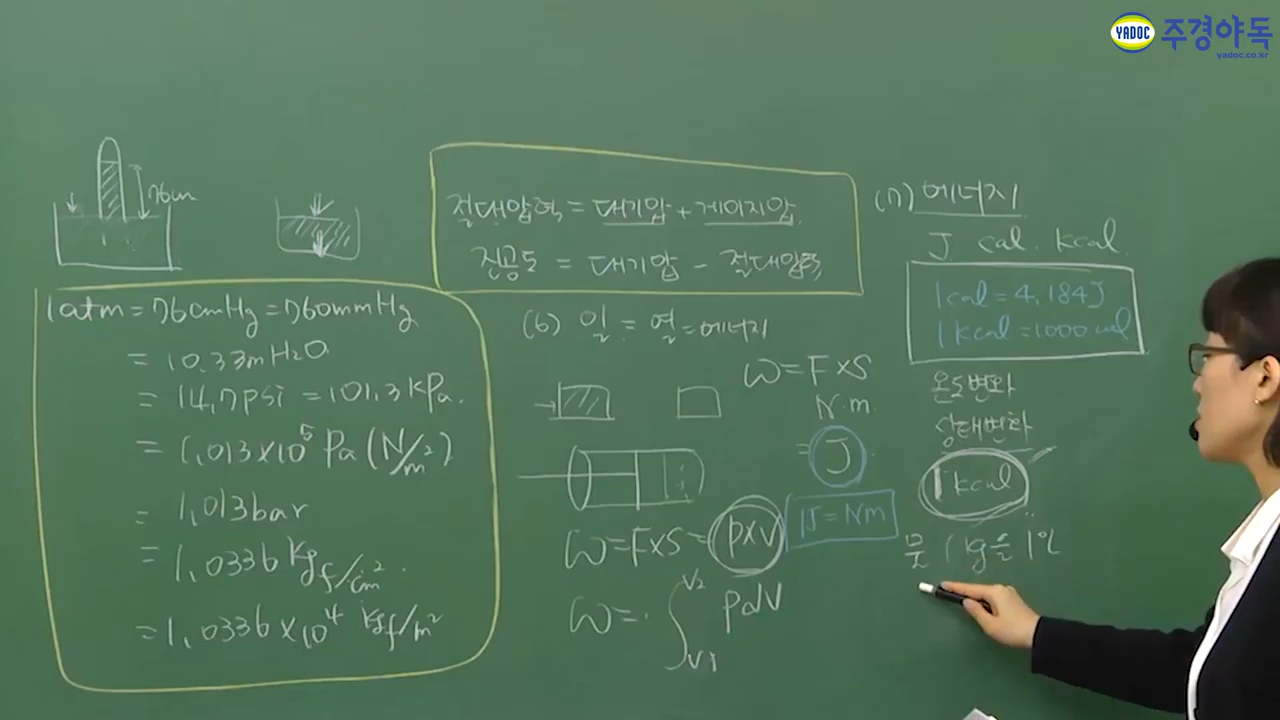 YADOC 주경야독
yadoc.co.kr
76cm
절대압력 = 대기압 + 게이지압
진공도 = 대기압 - 절대압력
1atm = 76cmHg = 760mmHg
= 10.33mH₂O
= 14.7psi = 101.3KPa.
= 1.013×10⁵ Pa (N/m²)
= 1.013bar
= 1.0336 Kgf/cm²
= 1.0336×10⁴ Kgf/m²
(6) 일 = 열 = 에너지
W = F×S
N·m
= J
1J = Nm
W = F×S = P×V
W = ∫ V₁ V₂ PdV
(7) 에너지
J cal. Kcal
1cal = 4.184J
1Kcal = 1000cal
온도변화
상태변화
1Kcal
물 1kg을 1℃